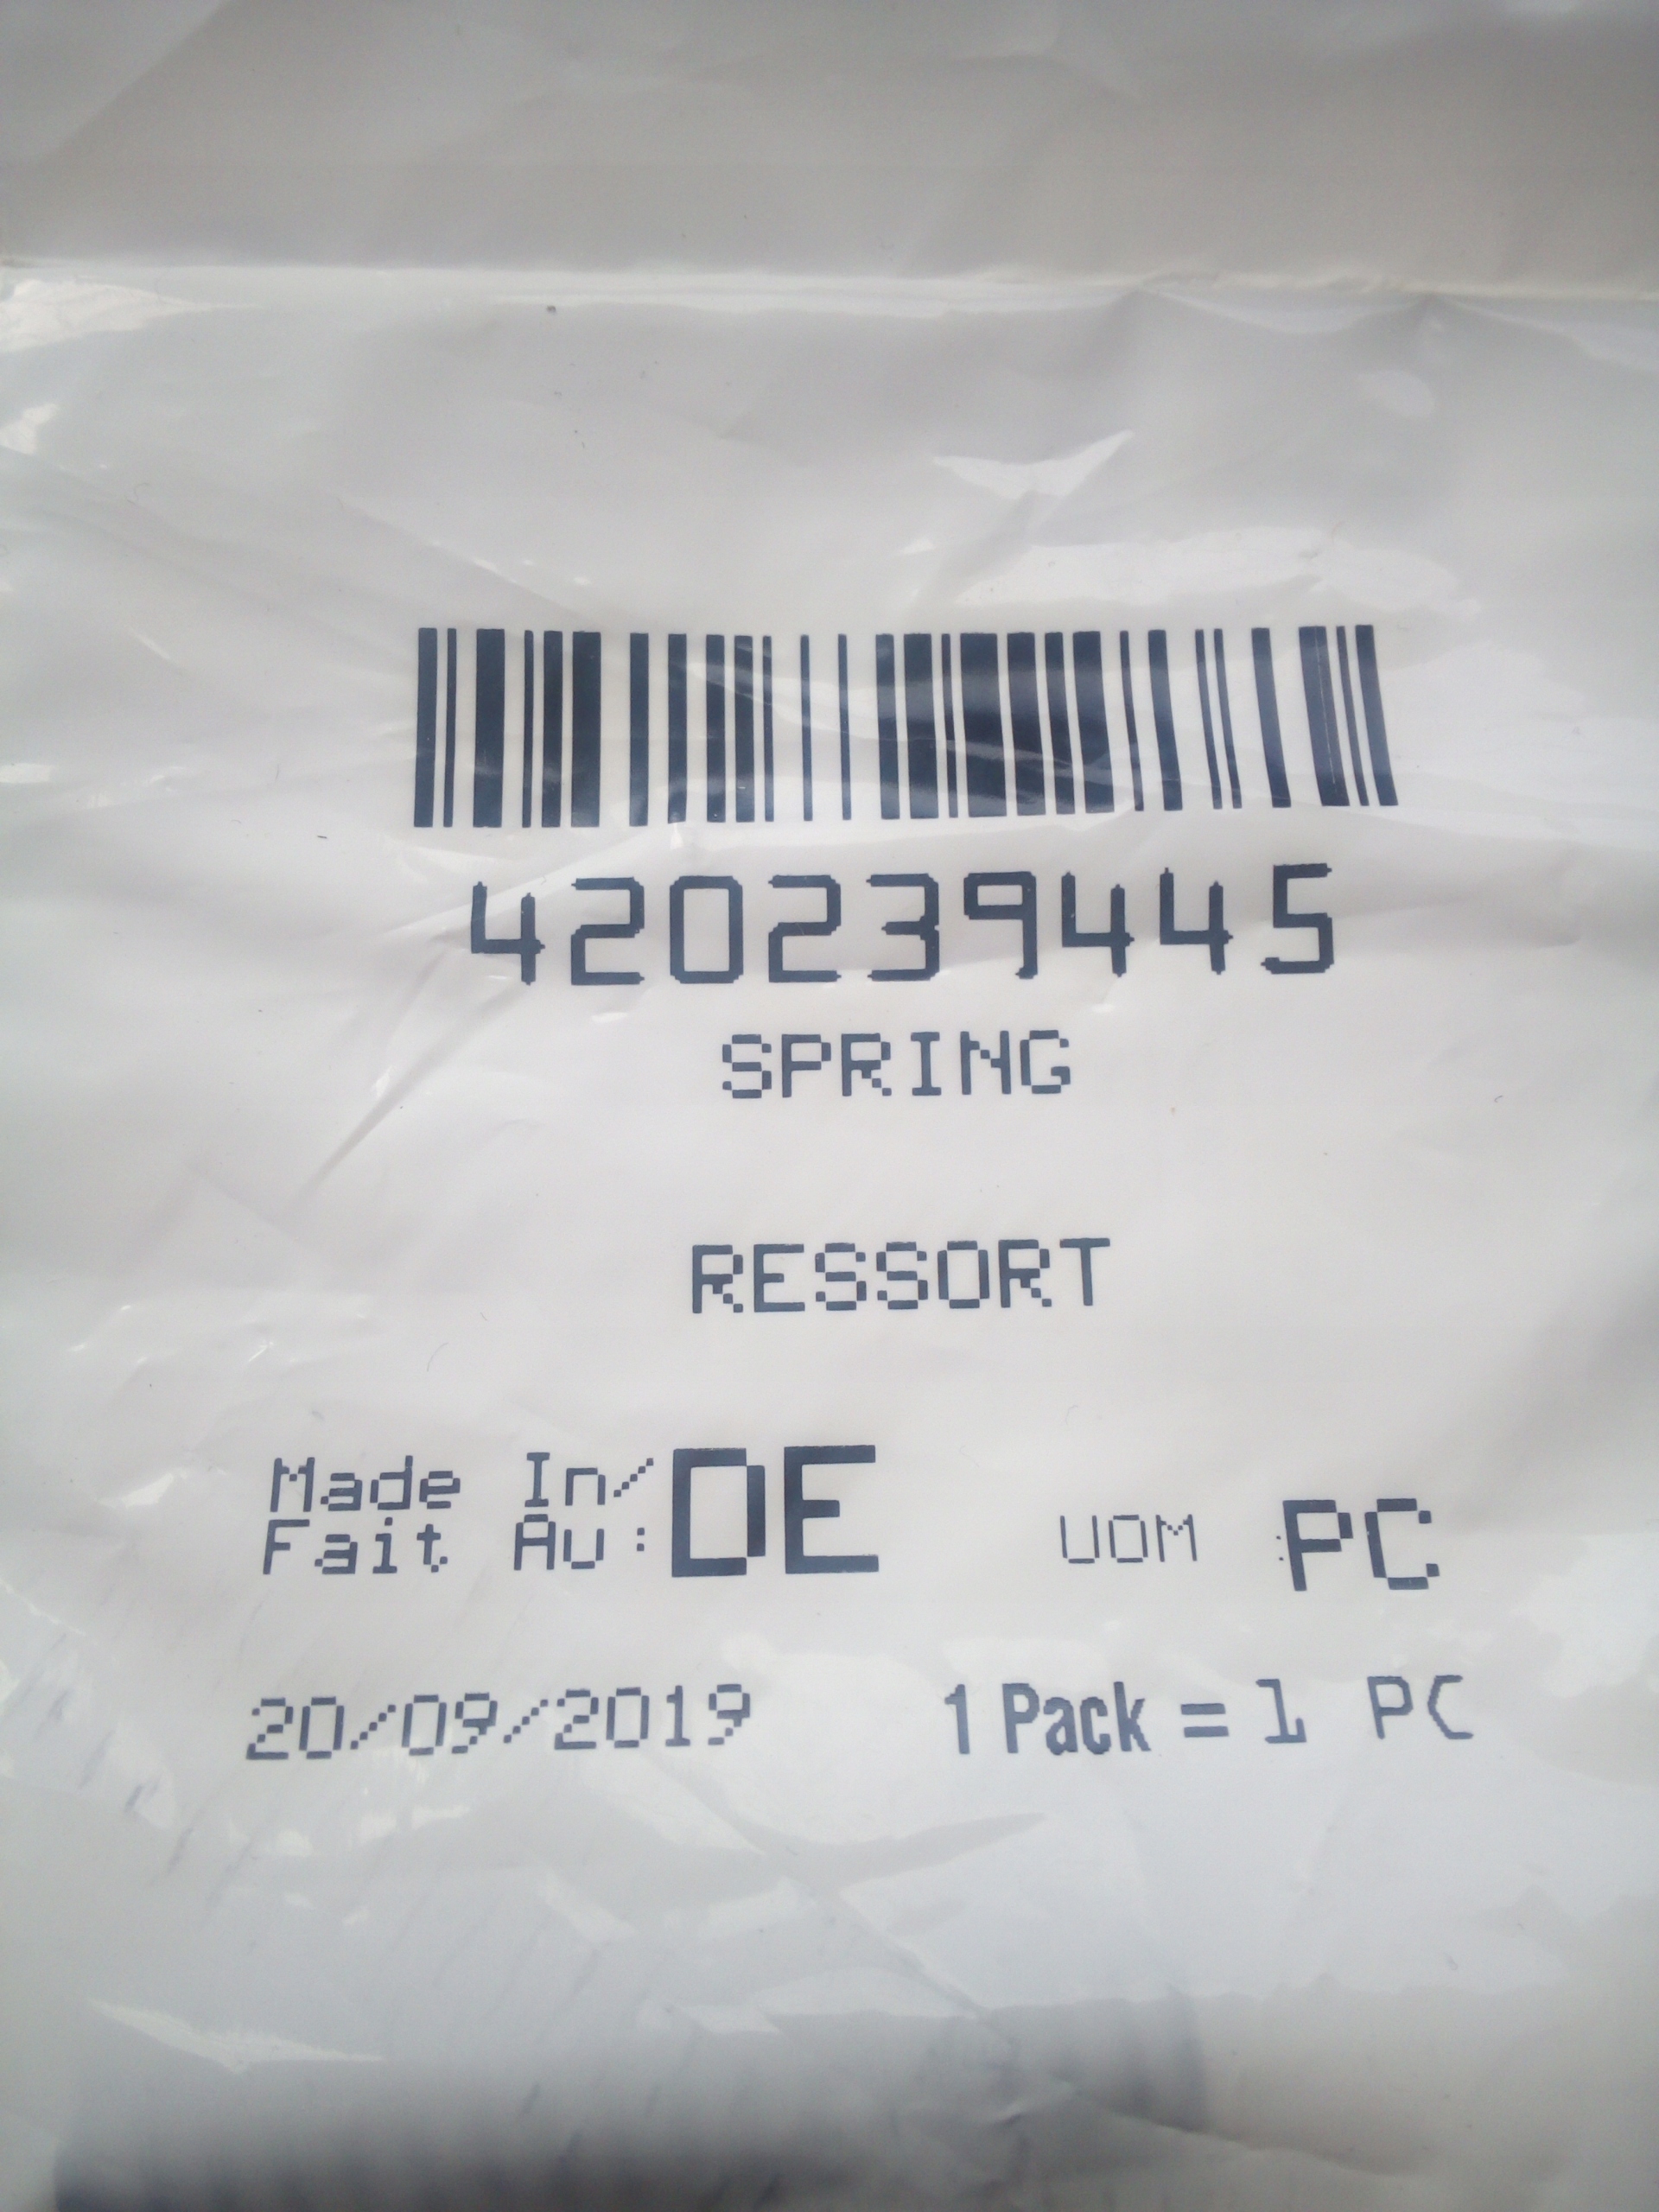 420239445
SPRING
RESSORT
Made In/
Fait Au: DE
UOM : PC
20/09/2019
1 Pack = 1 PC